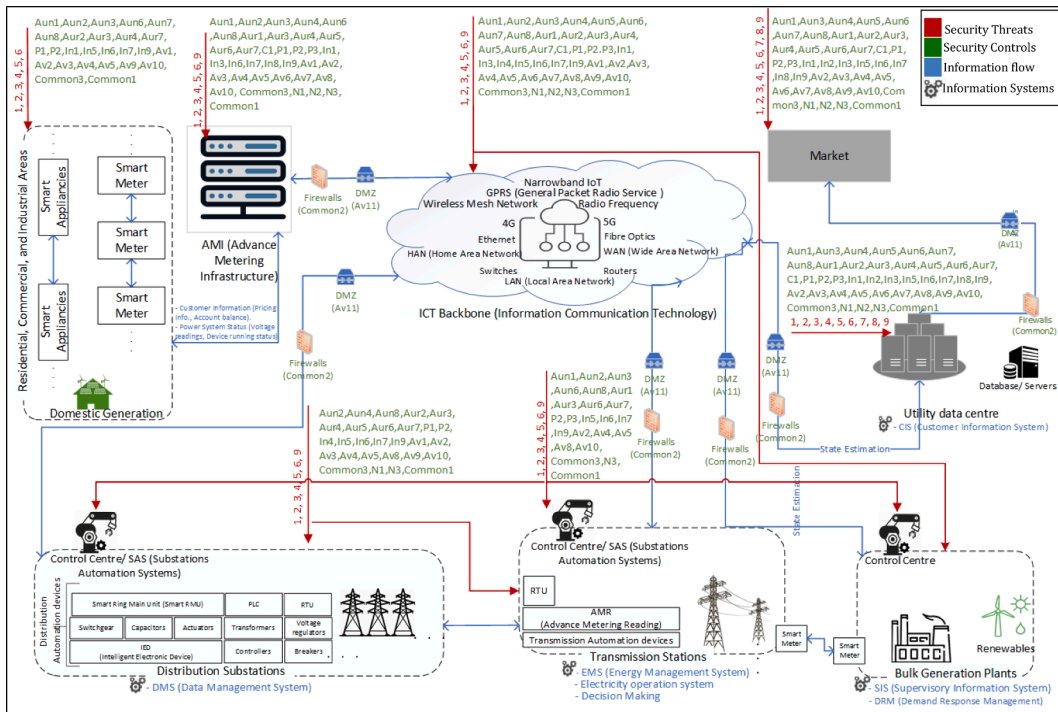 Aun1,Aun2,Aun3,Aun6,Aun7,
Aun8,Aur2,Aur3,Aur4,Aur7,
P1,P2,In1,In5,In6,In7,In9,Av1,
Av2,Av3,Av4,Av5,Av9,Av10,
Common3,Common1
1, 2, 3, 4, 5, 6
Aun1,Aun2,Aun3,Aun4,Aun6
,Aun8,Aur1,Aur3,Aur4,Aur5,
Aur6,Aur7,C1,P1,P2,P3,In1,
In3,In6,In7,In8,In9,Av1,Av2,
Av3,Av4,Av5,Av6,Av7,Av8,
Av10, Common3,N1,N2,N3,
Common1
1, 2, 3, 4, 5, 6, 9
Aun1,Aun2,Aun3,Aun4,Aun5,Aun6,
Aun7,Aun8,Aur1,Aur2,Aur3,Aur4,
Aur5,Aur6,Aur7,C1,P1,P2,P3,In1,
In3,In4,In5,In6,In7,In9,Av1,Av2,Av3
,Av4,Av5,Av6,Av7,Av8,Av9,Av10,
Common3,N1,N2,N3,Common1
1, 2, 3, 4, 5, 6, 9
Aun1,Aun3,Aun4,Aun5,Aun6
,Aun7,Aun8,Aur1,Aur2,Aur3,
Aur4,Aur5,Aur6,Aur7,C1,P1,
P2,P3,In1,In2,In3,In5,In6,In7
,In8,In9,Av2,Av3,Av4,Av5,
Av6,Av7,Av8,Av9,Av10,Com
mon3,N1,N2,N3,Common1
1, 2, 3, 4, 5, 6, 7, 8, 9
Security Threats
Security Controls
Information flow
Information Systems
Residential, Commercial, and Industrial Areas
Smart
Appliancies
Smart
Appliancies
Smart
Meter
Smart
Meter
Smart
Meter
Domestic Generation
AMI (Advance
Metering
Infrastructure)
- Customer Information (Pricing
Info., Account balance).
- Power System Status (Voltage
readings, Device running status)
Firewalls
(Common2)
DMZ
(Av11)
DMZ
(Av11)
Firewalls
(Common2)
Narrowband IoT
GPRS (General Packet Radio Service )
Wireless Mesh Network
Radio Frequency
4G
5G
Ethernet
Fibre Optics
HAN (Home Area Network)
WAN (Wide Area Network)
Switches
Routers
LAN (Local Area Network)
ICT Backbone (Information Communication Technology)
Market
DMZ
(Av11)
Firewalls
(Common2)
Aun1,Aun3,Aun4,Aun5,Aun6,Aun7,
Aun8,Aur1,Aur2,Aur3,Aur4,Aur5,Aur6,Aur7,
C1,P1,P2,P3,In1,In2,In3,In5,In6,In7,In8,In9,
Av2,Av3,Av4,Av5,Av6,Av7,Av8,Av9,Av10,
Common3,N1,N2,N3,Common1
1, 2, 3, 4, 5, 6, 7, 8, 9
Database/ Servers
Utility data centre
- CIS (Customer Information System)
State Estimation
DMZ
(Av11)
Firewalls
(Common2)
DMZ
(Av11)
Firewalls
(Common2)
DMZ
(Av11)
Firewalls
(Common2)
State Estimation
Aun2,Aun4,Aun8,Aur2,Aur3,
Aur4,Aur5,Aur6,Aur7,P1,P2,
In4,In5,In6,In7,In9,Av1,Av2,
Av3,Av4,Av5,Av8,Av9,Av10,
Common3,N1,N3,Common1
1, 2, 3, 4, 5, 6, 9
Aun1,Aun2,Aun3
,Aun6,Aun8,Aur1
,Aur3,Aur6,Aur7,
P2,P3,In5,In6,In7
,In9,Av2,Av4,Av5
,Av8,Av10,
Common3,N3,
Common1
1, 2, 3, 4, 5, 6, 9
Control Centre/ SAS (Substations
Automation Systems)
Distribution
Automation devices
Smart Ring Main Unit (Smart RMU)
PLC
RTU
Switchgear
Capacitors
Actuators
Transformers
Voltage
regulators
IED
(Intelligent Electronic Device)
Controllers
Breakers
Distribution Substations
- DMS (Data Management System)
Control Centre/ SAS (Substations
Automation Systems)
RTU
AMR
(Advance Metering Reading)
Transmission Automation devices
Transmission Stations
- EMS (Energy Management System)
- Electricity operation system
- Decision Making
Smart
Meter
Smart
Meter
Control Centre
Renewables
Bulk Generation Plants
- SIS (Supervisory Information System)
- DRM (Demand Response Management)